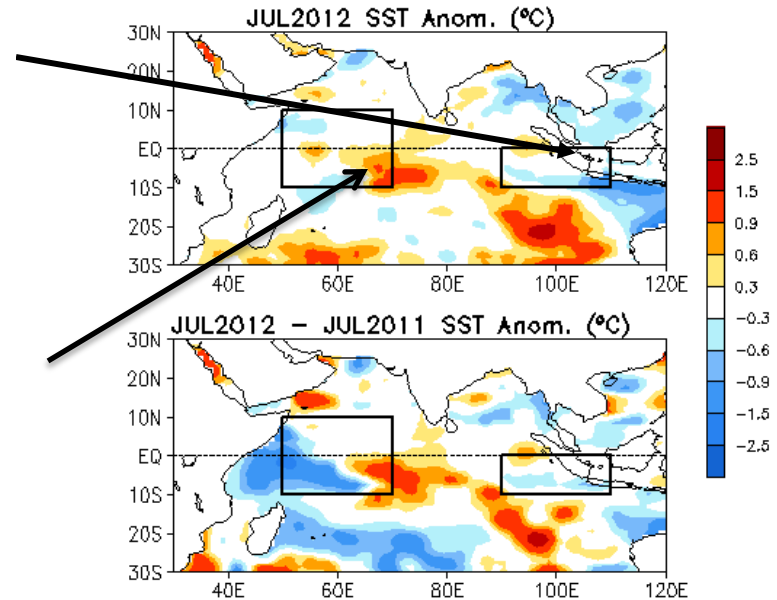 JUL2012 SST Anom. (ºC)
30N
20N
10N
EQ
10S
20S
30S
40E
60E
80E
100E
120E
JUL2012 - JUL2011 SST Anom. (ºC)
30N
20N
10N
EQ
10S
20S
30S
40E
60E
80E
100E
120E
2.5
1.5
0.9
0.6
0.3
-0.3
-0.6
-0.9
-1.5
-2.5